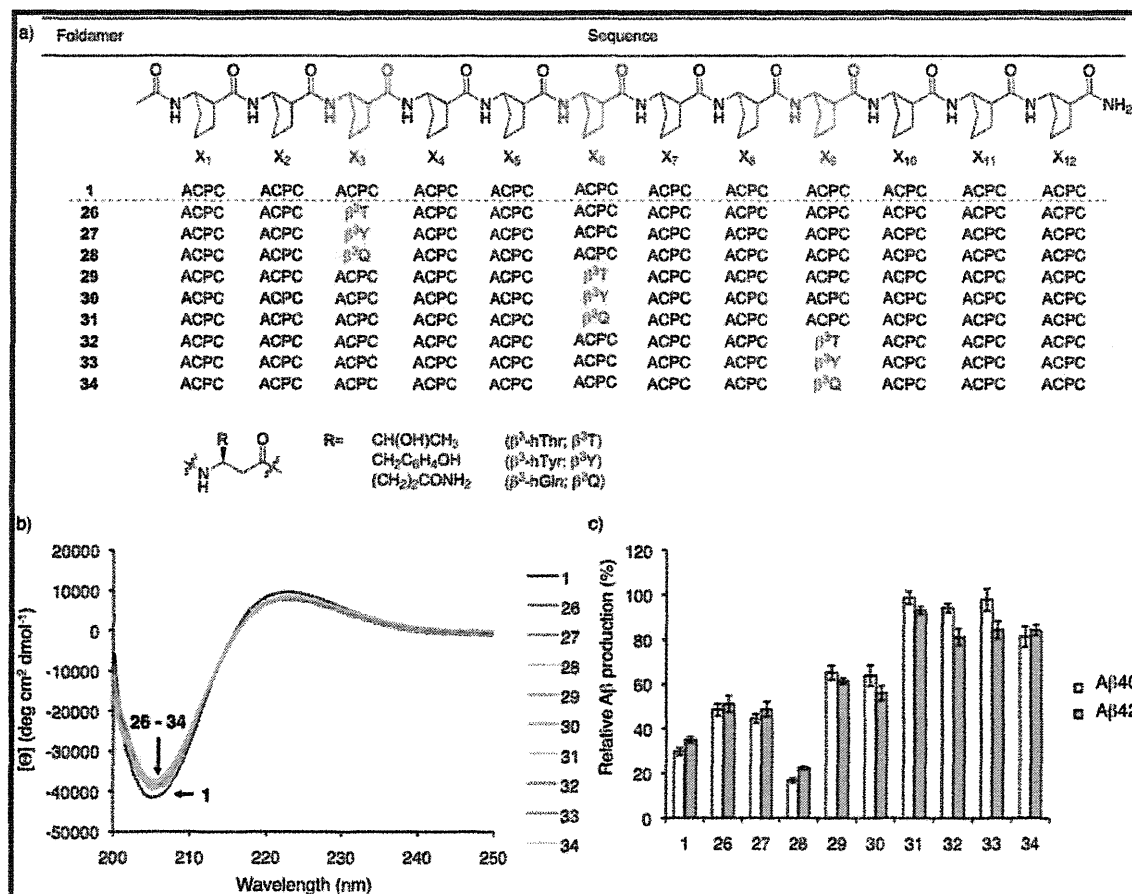 a) Foldamer Sequence
O O O O O O O O O O O O O
N H N H N H N H N H N H N H N H N H N H N H N H NH2
X1 X2 X3 X4 X5 X6 X7 X8 X9 X10 X11 X12
1 ACPC ACPC ACPC ACPC ACPC ACPC ACPC ACPC ACPC ACPC ACPC ACPC
26 ACPC ACPC β3T ACPC ACPC ACPC ACPC ACPC ACPC ACPC ACPC ACPC
27 ACPC ACPC β3Y ACPC ACPC ACPC ACPC ACPC ACPC ACPC ACPC ACPC
28 ACPC ACPC β3Q ACPC ACPC ACPC ACPC ACPC ACPC ACPC ACPC ACPC
29 ACPC ACPC ACPC ACPC ACPC β3T ACPC ACPC ACPC ACPC ACPC ACPC
30 ACPC ACPC ACPC ACPC ACPC β3Y ACPC ACPC ACPC ACPC ACPC ACPC
31 ACPC ACPC ACPC ACPC ACPC β3Q ACPC ACPC ACPC ACPC ACPC ACPC
32 ACPC ACPC ACPC ACPC ACPC ACPC ACPC ACPC β3T ACPC ACPC ACPC
33 ACPC ACPC ACPC ACPC ACPC ACPC ACPC ACPC β3Y ACPC ACPC ACPC
34 ACPC ACPC ACPC ACPC ACPC ACPC ACPC ACPC β3Q ACPC ACPC ACPC
R O
N
H
R= CH(OH)CH3 (β3-hThr; β3T)
CH2C6H4OH (β3-hTyr; β3Y)
(CH2)2CONH2 (β3-hGln; β3Q)
b)
[Θ] (deg cm2 dmol-1)
20000
10000
0
-10000
-20000
-30000
-40000
-50000
26 - 34
1
200 210 220 230 240 250
Wavelength (nm)
1
26
27
28
29
30
31
32
33
34
c)
Relative Aβ production (%)
120
100
80
60
40
20
0
1 26 27 28 29 30 31 32 33 34
Aβ40
Aβ42